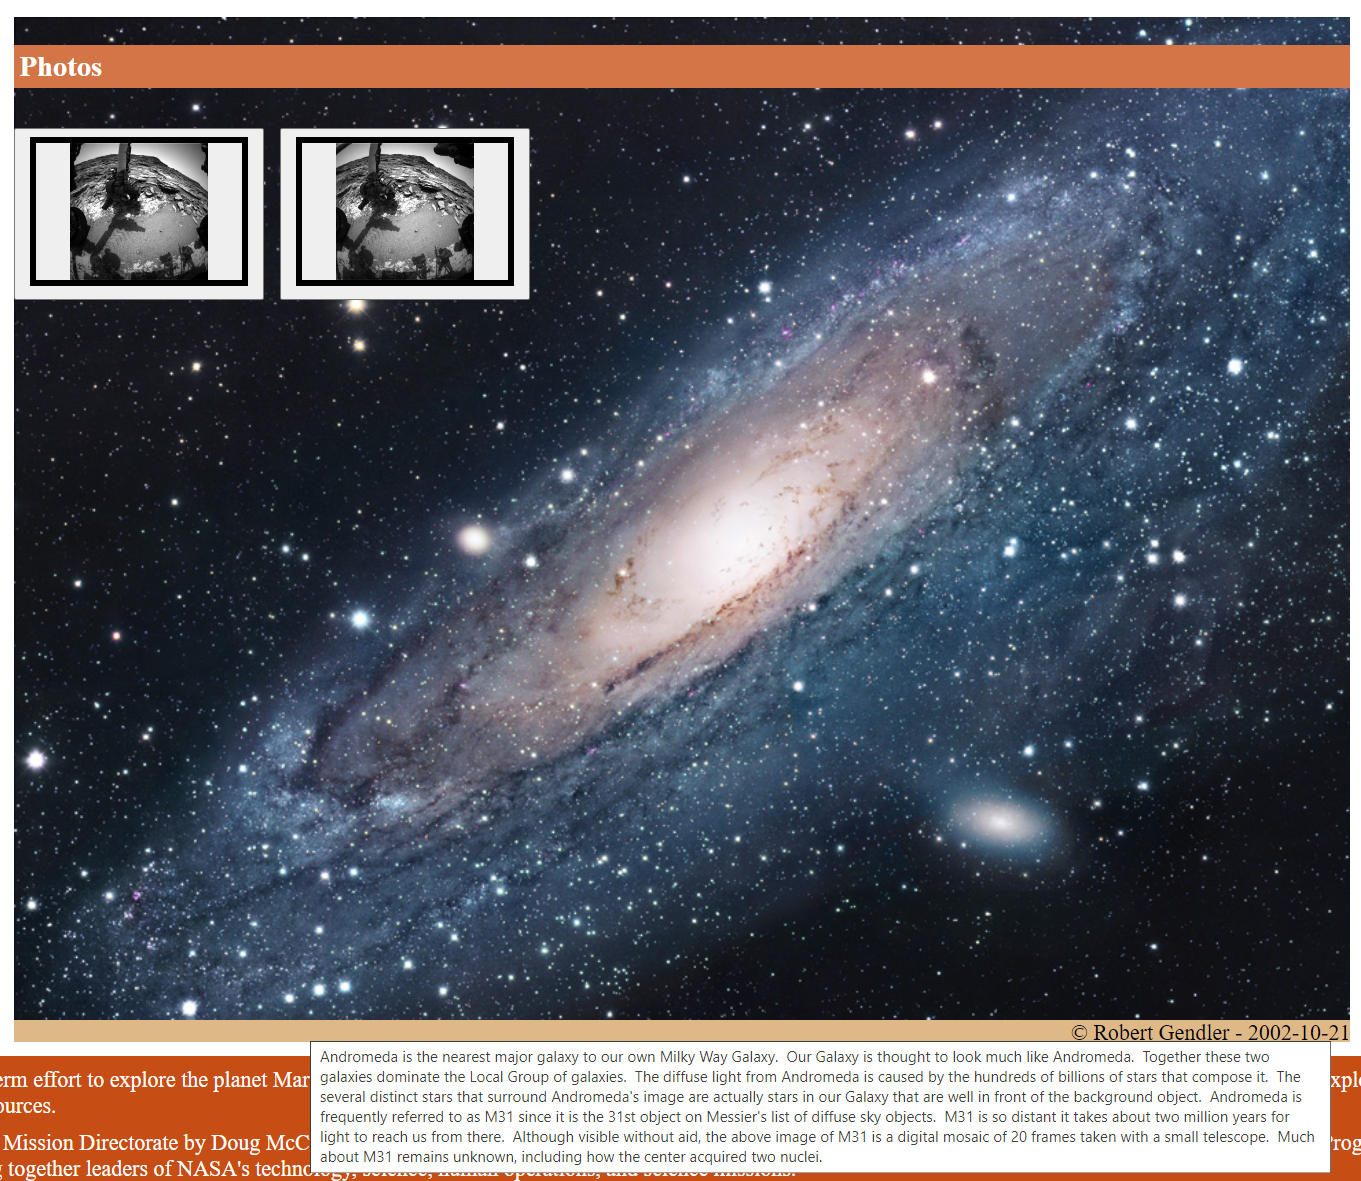 Photos
© Robert Gendler - 2002-10-21
Andromeda is the nearest major galaxy to our own Milky Way Galaxy.  Our Galaxy is thought to look much like Andromeda.  Together these two
galaxies dominate the Local Group of galaxies.  The diffuse light from Andromeda is caused by the hundreds of billions of stars that compose it.  The
several distinct stars that surround Andromeda's image are actually stars in our Galaxy that are well in front of the background object.  Andromeda is
frequently referred to as M31 since it is the 31st object on Messier's list of diffuse sky objects.  M31 is so distant it takes about two million years for
light to reach us from there.  Although visible without aid, the above image of M31 is a digital mosaic of 20 frames taken with a small telescope.  Much
about M31 remains unknown, including how the center acquired two nuclei.
erm effort to explore the planet Mar
xpl
ources.
Mission Directorate by Doug McC
Prog
g together leaders of NASA's technology, science, human operations, and science missions.